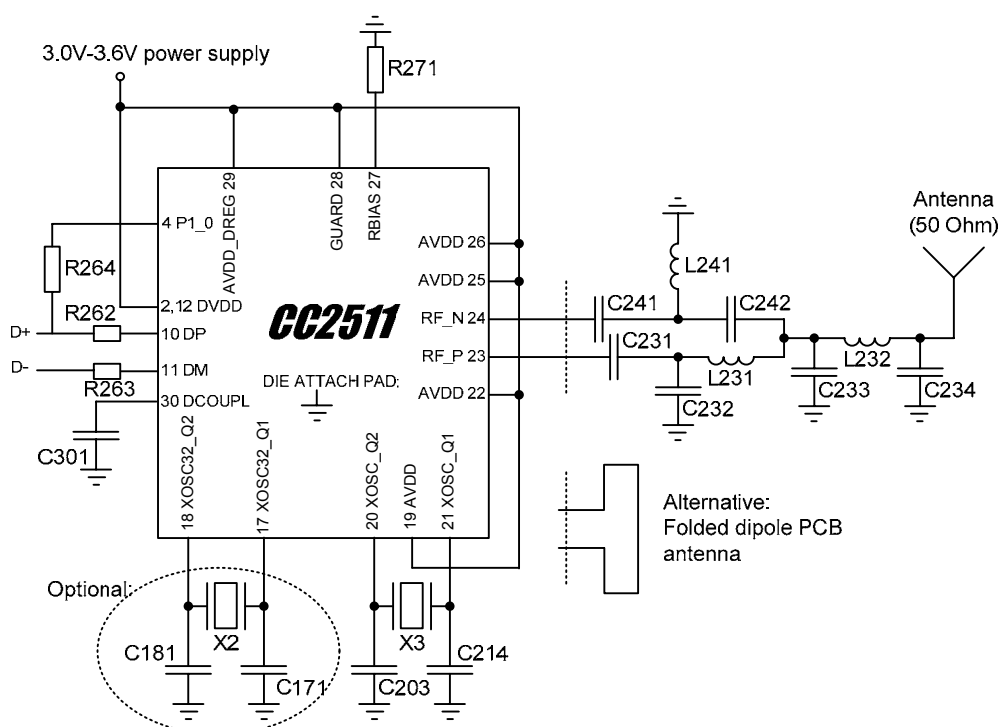 3.0V-3.6V power supply
R271
AVDD_DREG 29
GUARD 28
RBIAS 27
4 P1_0
R264
AVDD 26
AVDD 25
2,12 DVDD
R262
D+
10 DP
CC2511
RF_N 24
RF_P 23
D-
11 DM
R263
DIE ATTACH PAD:
AVDD 22
30 DCOUPL
C301
18 XOSC32_Q2
17 XOSC32_Q1
20 XOSC_Q2
19 AVDD
21 XOSC_Q1
Antenna
(50 Ohm)
L241
C241
C242
C231
L231
L232
C232
C233
C234
Alternative:
Folded dipole PCB
antenna
Optional:
X2
X3
C181
C171
C203
C214